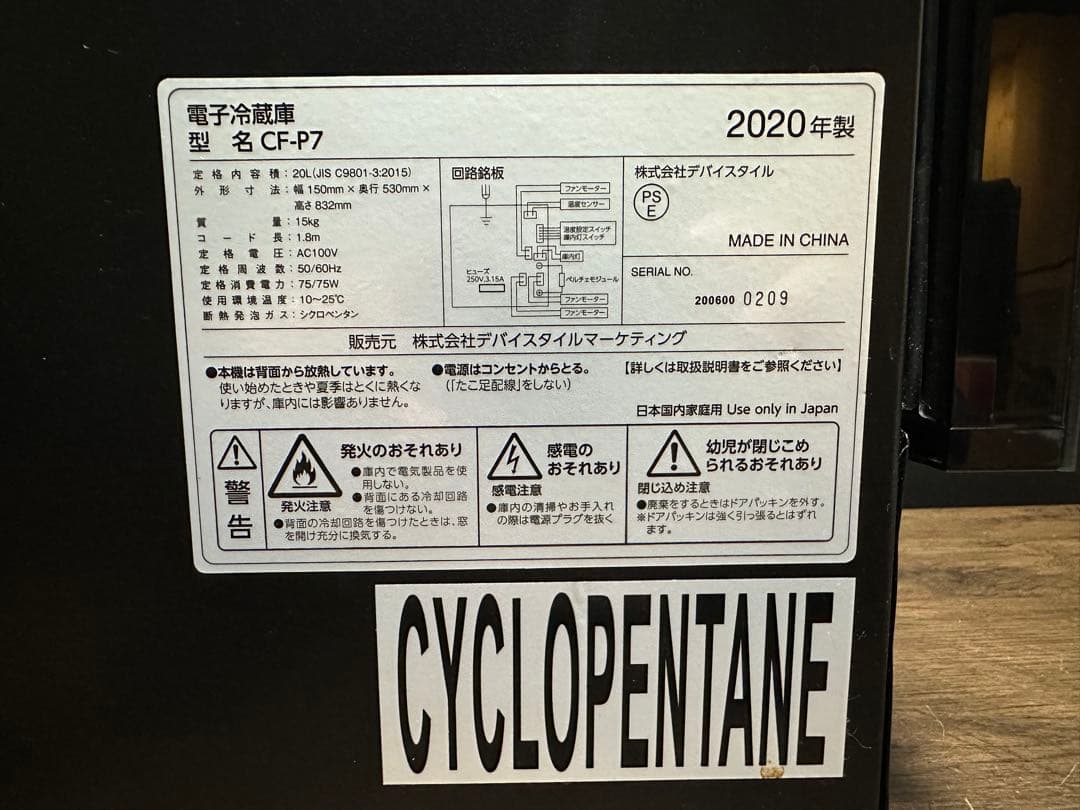 電子冷蔵庫
型 名 CF-P7
2020年製
定格内容積：20L(JIS C9801-3:2015)
外形寸法：幅 150mm × 奥行 530mm ×
高さ 832mm
質量：15kg
コード長：1.8m
定格電圧：AC100V
定格周波数：50/60Hz
定格消費電力：75/75W
使用環境温度：10〜25℃
断熱発泡ガス：シクロペンタン
回路銘板
ファンモーター
温度センサー
温度設定スイッチ
庫内灯スイッチ
庫内灯
ヒューズ
250V,3.15A
ペルチェモジュール
ファンモーター
ファンモーター
株式会社デバイスタイル
PS
E
MADE IN CHINA
SERIAL NO.
200600 0209
販売元 株式会社デバイスタイルマーケティング
●本機は背面から放熱しています。
使い始めたときや夏季はとくに熱くな
りますが、庫内には影響ありません。
●電源はコンセントからとる。
(「たこ足配線」をしない)
【詳しくは取扱説明書をご参照ください】
日本国内家庭用 Use only in Japan
警告
発火のおそれあり
発火注意
●庫内で電気製品を使
用しない。
●背面にある冷却回路
を傷つけない。
●背面の冷却回路を傷つけたときは、窓
を開け充分に換気する。
感電の
おそれあり
感電注意
●庫内の清掃やお手入れ
の際は電源プラグを抜く
幼児が閉じこめ
られるおそれあり
閉じ込め注意
●廃棄をするときはドアパッキンを外す。
※ドアパッキンは強く引っ張るとはずれ
ます。
CYCLOPENTANE